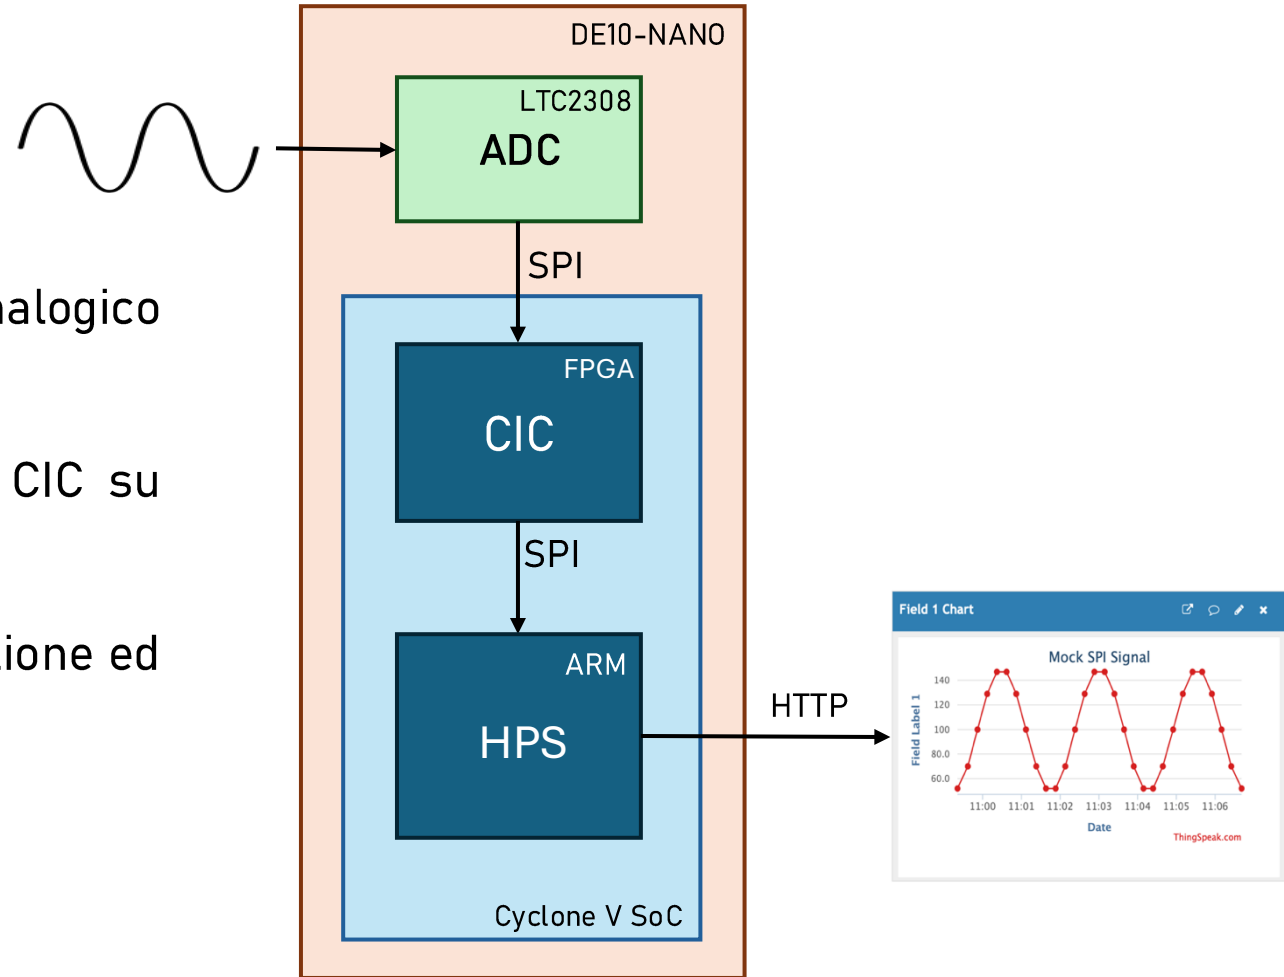 DE10-NANO
LTC2308
ADC
SPI
nalogico
FPGA
CIC
CIC su
SPI
ione ed
ARM
HPS
HTTP
Cyclone V SoC
Field 1 Chart
Mock SPI Signal
Field Label 1
140
120
100
80.0
60.0
11:00 11:01 11:02 11:03 11:04 11:05 11:06
Date
ThingSpeak.com